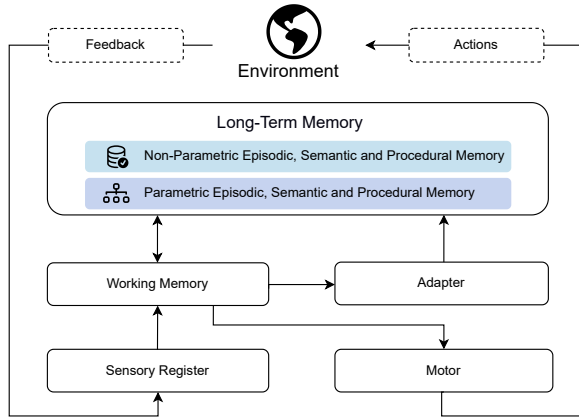 Feedback
Actions
Environment
Long-Term Memory
Non-Parametric Episodic, Semantic and Procedural Memory
Parametric Episodic, Semantic and Procedural Memory
Working Memory
Adapter
Sensory Register
Motor